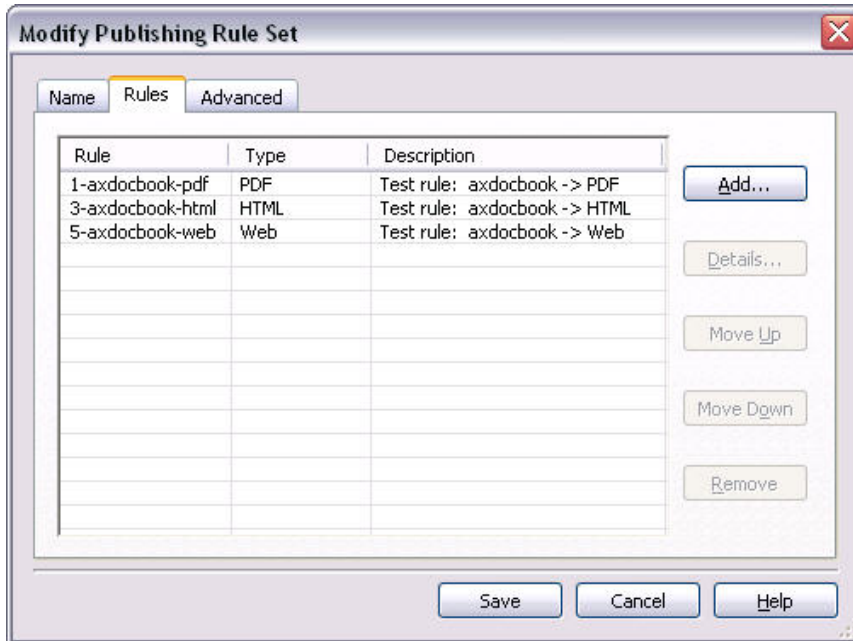 Modify Publishing Rule Set
Name Rules Advanced
Rule Type Description
1-axdocbook-pdf PDF Test rule: axdocbook -> PDF
3-axdocbook-html HTML Test rule: axdocbook -> HTML
5-axdocbook-web Web Test rule: axdocbook -> Web
Add...
Details...
Move Up
Move Down
Remove
Save Cancel Help